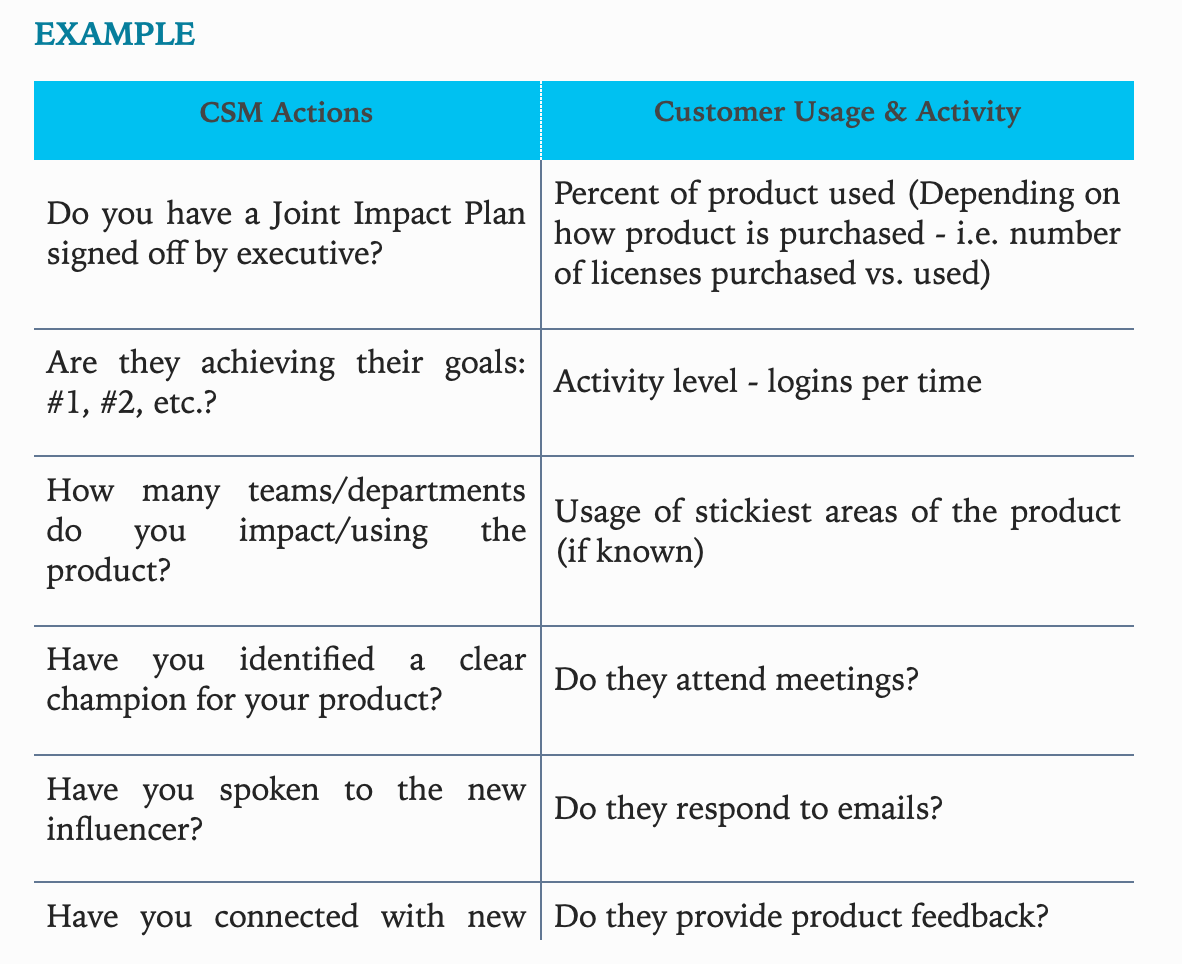 EXAMPLE
CSM Actions
Customer Usage & Activity
Do you have a Joint Impact Plan
signed off by executive?
Percent of product used (Depending on
how product is purchased - i.e. number
of licenses purchased vs. used)
Are they achieving their goals:
#1, #2, etc.?
Activity level - logins per time
How many teams/departments
do you impact/using the
product?
Usage of stickiest areas of the product
(if known)
Have you identified a clear
champion for your product?
Do they attend meetings?
Have you spoken to the new
influencer?
Do they respond to emails?
Have you connected with new
Do they provide product feedback?